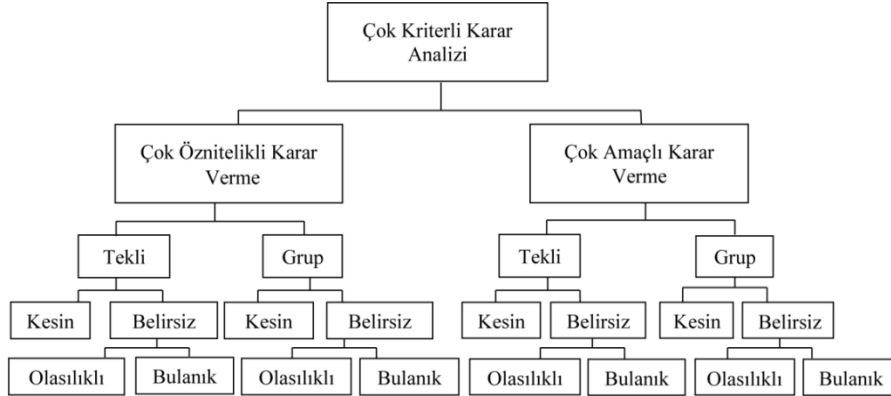 Çok Kriterli Karar
Analizi
Çok Öznitelikli Karar
Verme
Çok Amaçlı Karar
Verme
Tekli
Grup
Tekli
Grup
Kesin
Belirsiz
Kesin
Belirsiz
Kesin
Belirsiz
Kesin
Belirsiz
Olasılıklı
Bulanık
Olasılıklı
Bulanık
Olasılıklı
Bulanık
Olasılıklı
Bulanık